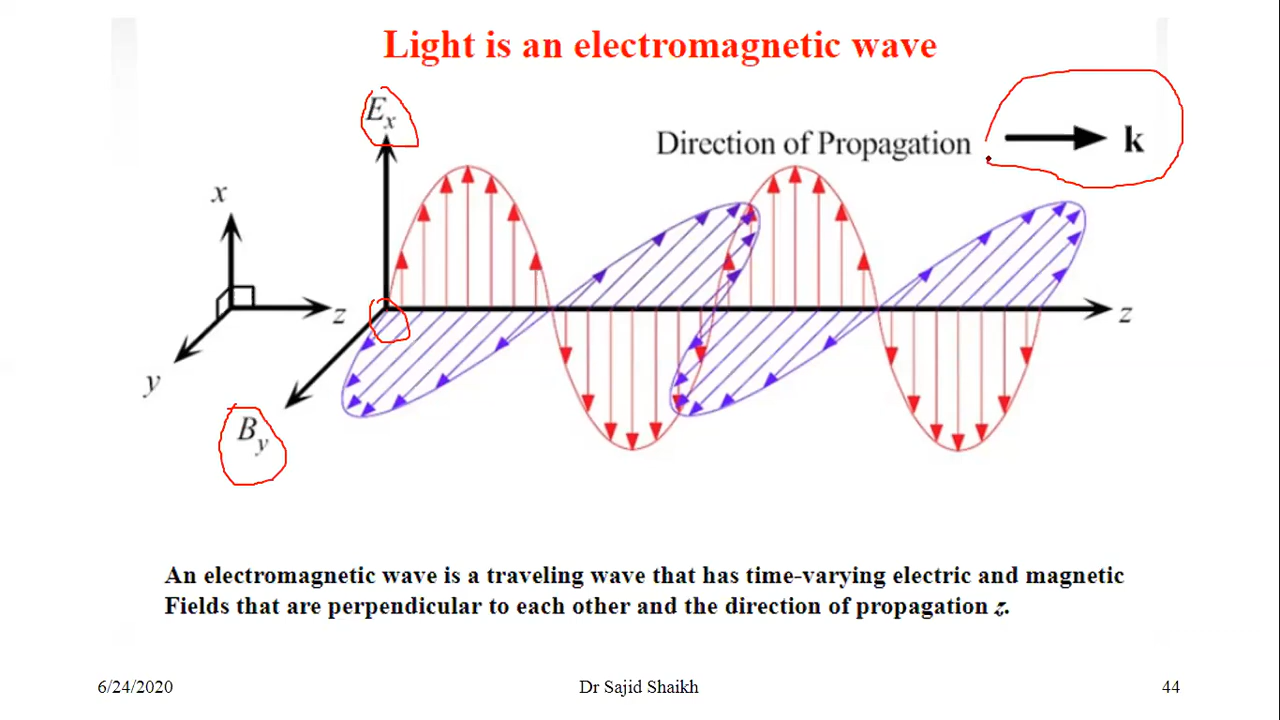 Light is an electromagnetic wave
Ex
Direction of Propagation k
x
z
z
y
By
An electromagnetic wave is a traveling wave that has time-varying electric and magnetic
Fields that are perpendicular to each other and the direction of propagation z.
6/24/2020 Dr Sajid Shaikh 44